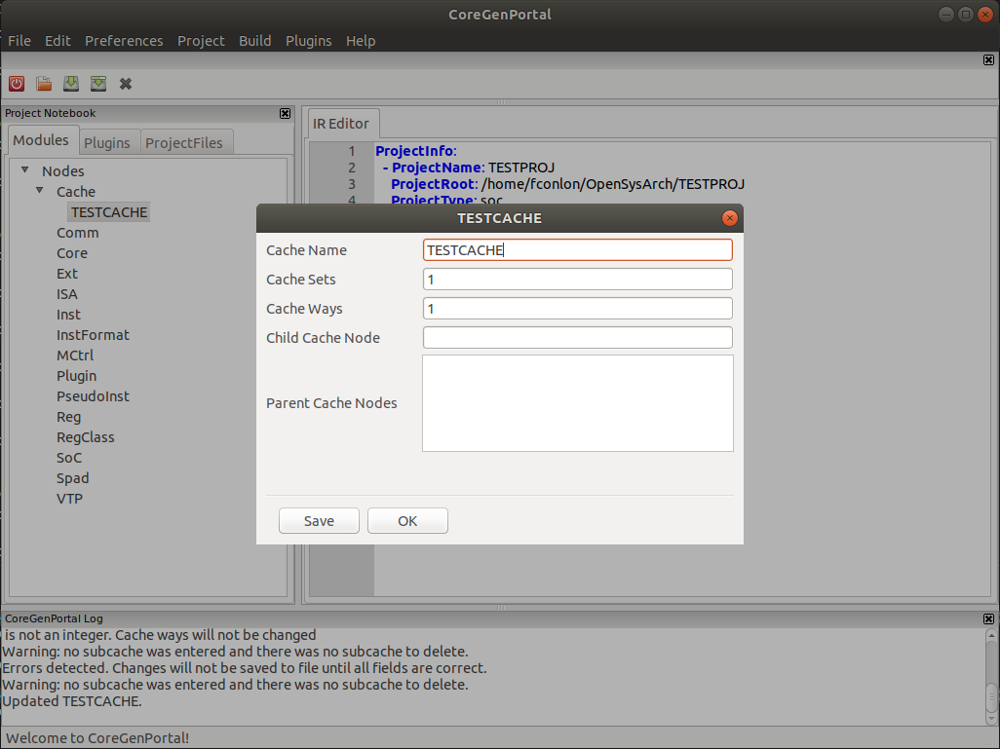 CoreGenPortal
File Edit Preferences Project Build Plugins Help
Project Notebook
Modules Plugins ProjectFiles
Nodes
Cache
TESTCACHE
Comm
Core
Ext
ISA
Inst
InstFormat
MCtrl
Plugin
PseudoInst
Reg
RegClass
SoC
Spad
VTP
IR Editor
1 ProjectInfo:
2 - ProjectName: TESTPROJ
3 ProjectRoot: /home/fconlon/OpenSysArch/TESTPROJ
4 ProjectType: soc
TESTCACHE
Cache Name TESTCACHE
Cache Sets 1
Cache Ways 1
Child Cache Node
Parent Cache Nodes
Save OK
CoreGenPortal Log
is not an integer. Cache ways will not be changed
Warning: no subcache was entered and there was no subcache to delete.
Errors detected. Changes will not be saved to file until all fields are correct.
Warning: no subcache was entered and there was no subcache to delete.
Updated TESTCACHE.
Welcome to CoreGenPortal!